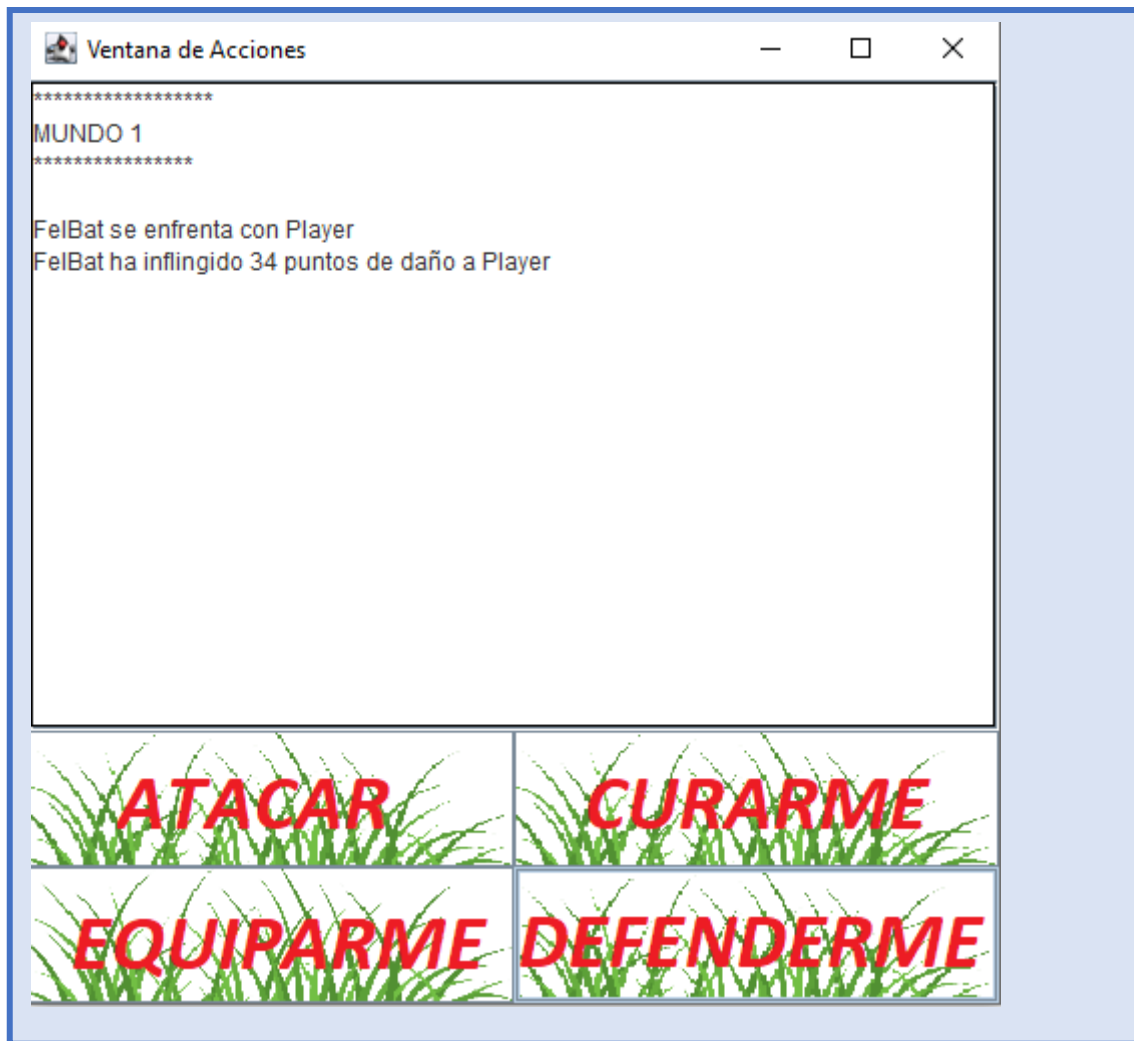 Ventana de Acciones
******************
MUNDO 1
****************
FelBat se enfrenta con Player
FelBat ha inflingido 34 puntos de daño a Player
ATACAR
CURARME
EQUIPARME
DEFENDERME